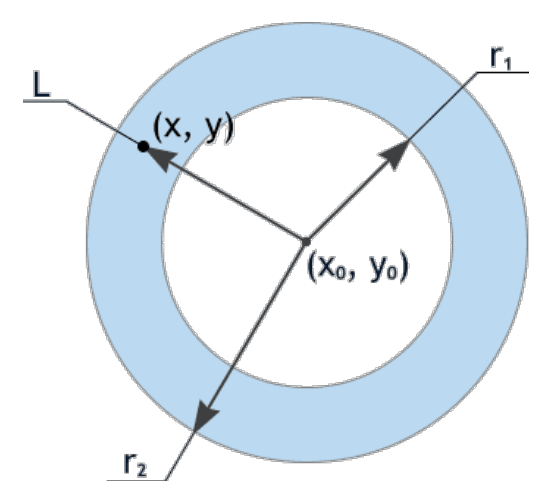 r₁
L
(x, y)
(x₀, y₀)
r₂